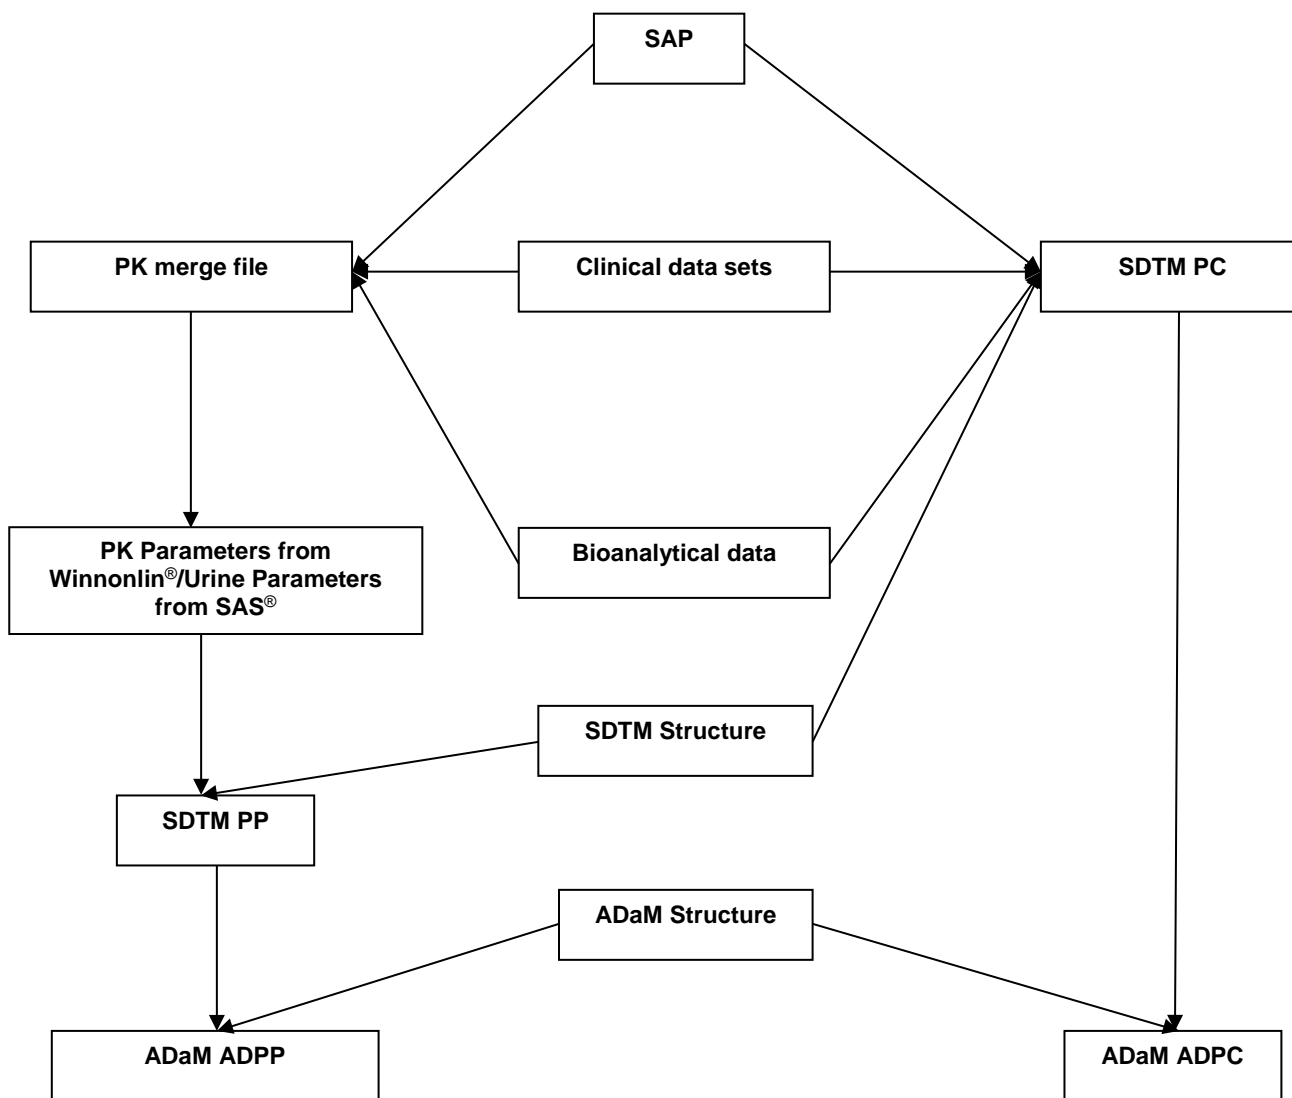 SAP
PK merge file
Clinical data sets
SDTM PC
PK Parameters from
Winnonlin®/Urine Parameters
from SAS®
Bioanalytical data
SDTM Structure
SDTM PP
ADaM Structure
ADaM ADPP
ADaM ADPC